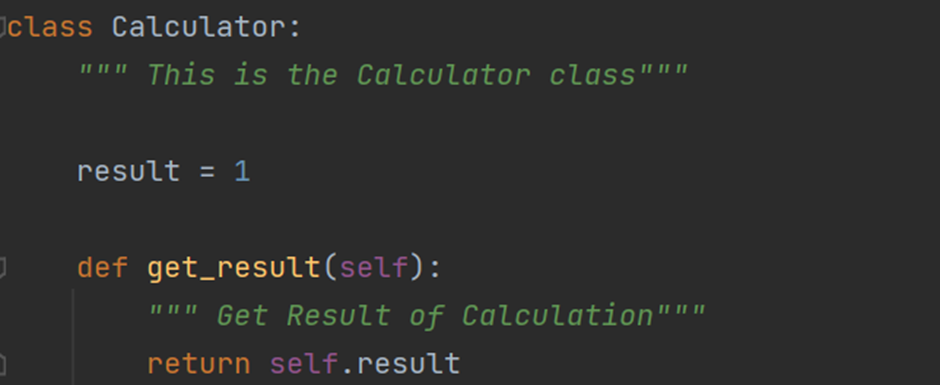 class Calculator:
""" This is the Calculator class"""
result = 1
def get_result(self):
""" Get Result of Calculation"""
return self.result